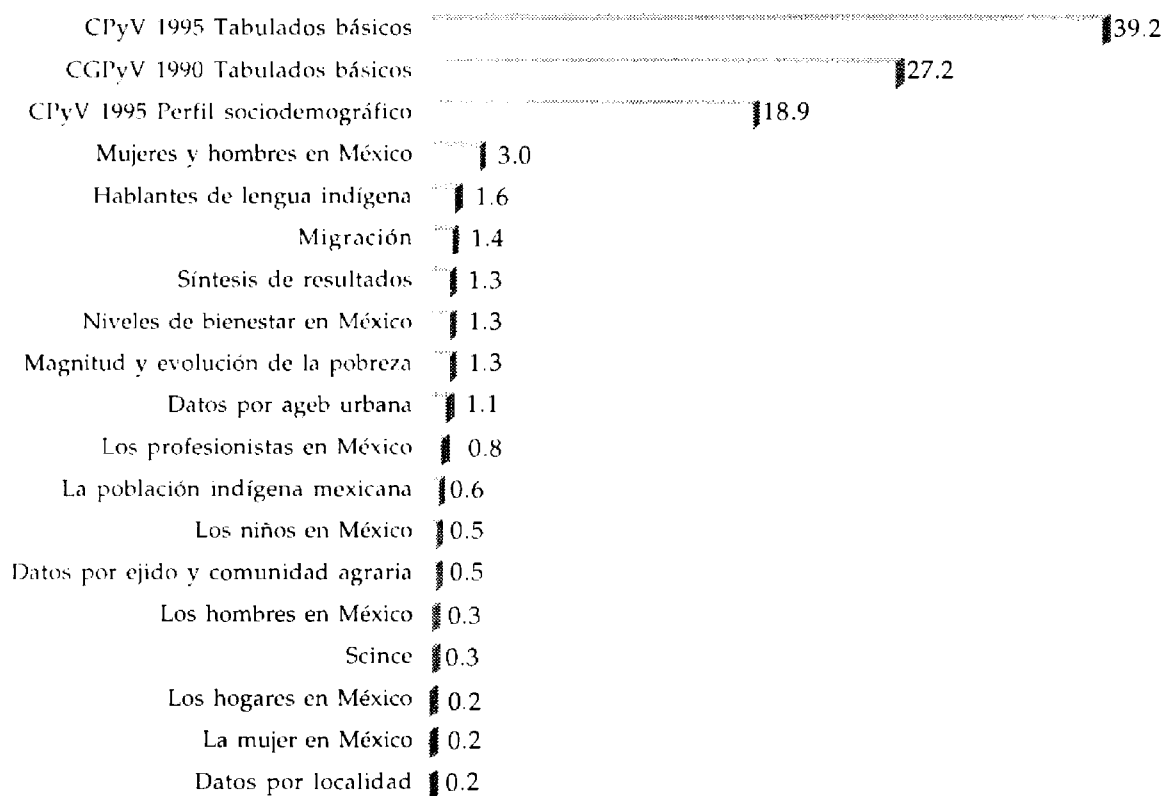 CPyV 1995 Tabulados básicos 39.2
CGPyV 1990 Tabulados básicos 27.2
CPyV 1995 Perfil sociodemográfico 18.9
Mujeres y hombres en México 3.0
Hablantes de lengua indígena 1.6
Migración 1.4
Síntesis de resultados 1.3
Niveles de bienestar en México 1.3
Magnitud y evolución de la pobreza 1.3
Datos por ageb urbana 1.1
Los profesionistas en México 0.8
La población indígena mexicana 0.6
Los niños en México 0.5
Datos por ejido y comunidad agraria 0.5
Los hombres en México 0.3
Scince 0.3
Los hogares en México 0.2
La mujer en México 0.2
Datos por localidad 0.2